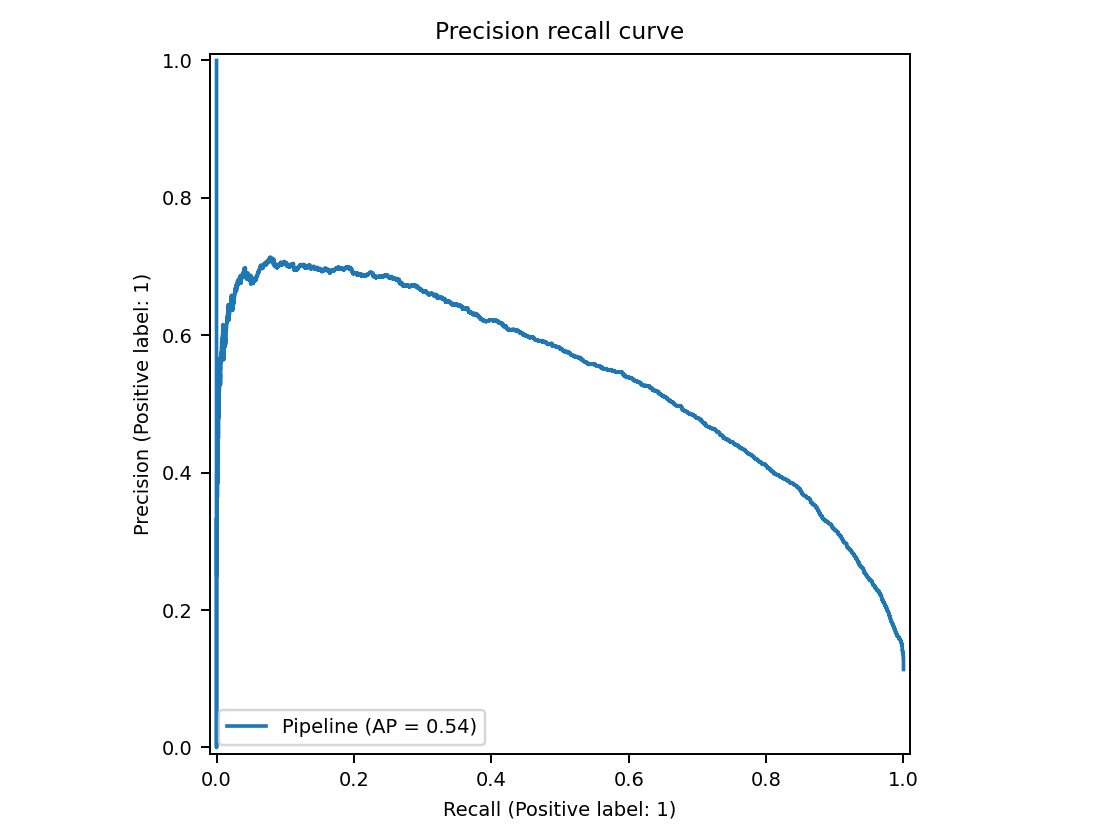 Precision recall curve
1.0
0.8
0.6
0.4
0.2
0.0
Precision (Positive label: 1)
Pipeline (AP = 0.54)
0.0 0.2 0.4 0.6 0.8 1.0
Recall (Positive label: 1)